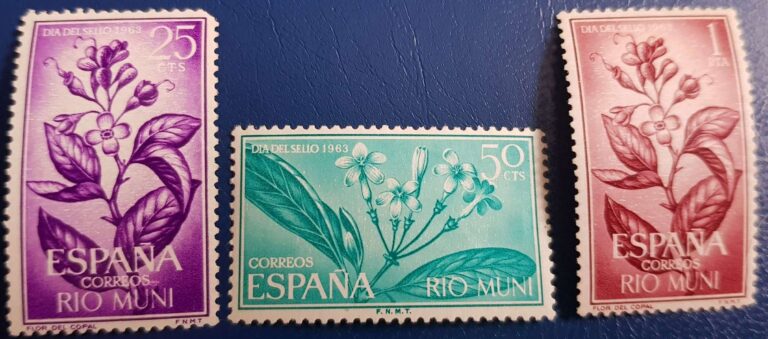 DIA DEL SELLO 1963
25
CTS
ESPAÑA
CORREOS
RIO MUNI
FLOR DEL COPAL
F.N.M.T
DIA DEL SELLO 1963
50
CTS
CORREOS
ESPAÑA
RIO MUNI
F.N.M.T.
DIA DEL SELLO 1963
1
PTA
ESPAÑA
CORREOS
RIO MUNI
FLOR DEL COPAL
F.N.M.T